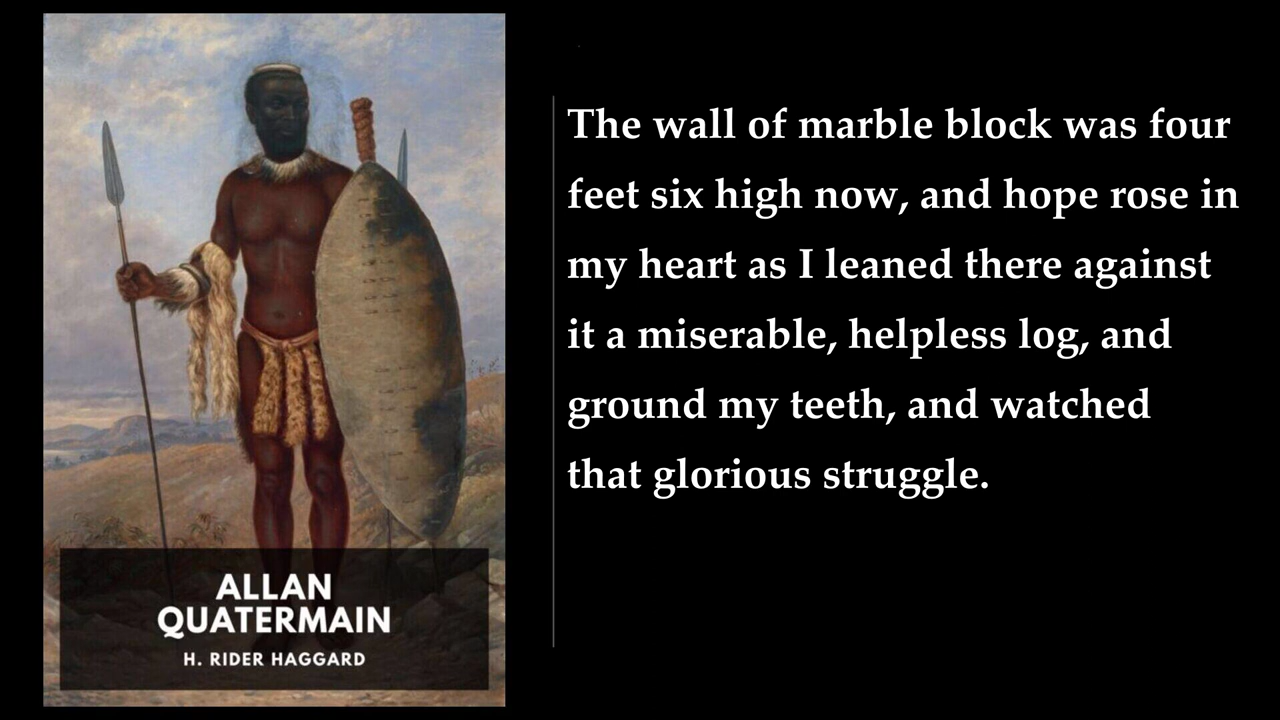 ALLAN
QUATERMAIN
H. RIDER HAGGARD
The wall of marble block was four
feet six high now, and hope rose in
my heart as I leaned there against
it a miserable, helpless log, and
ground my teeth, and watched
that glorious struggle.